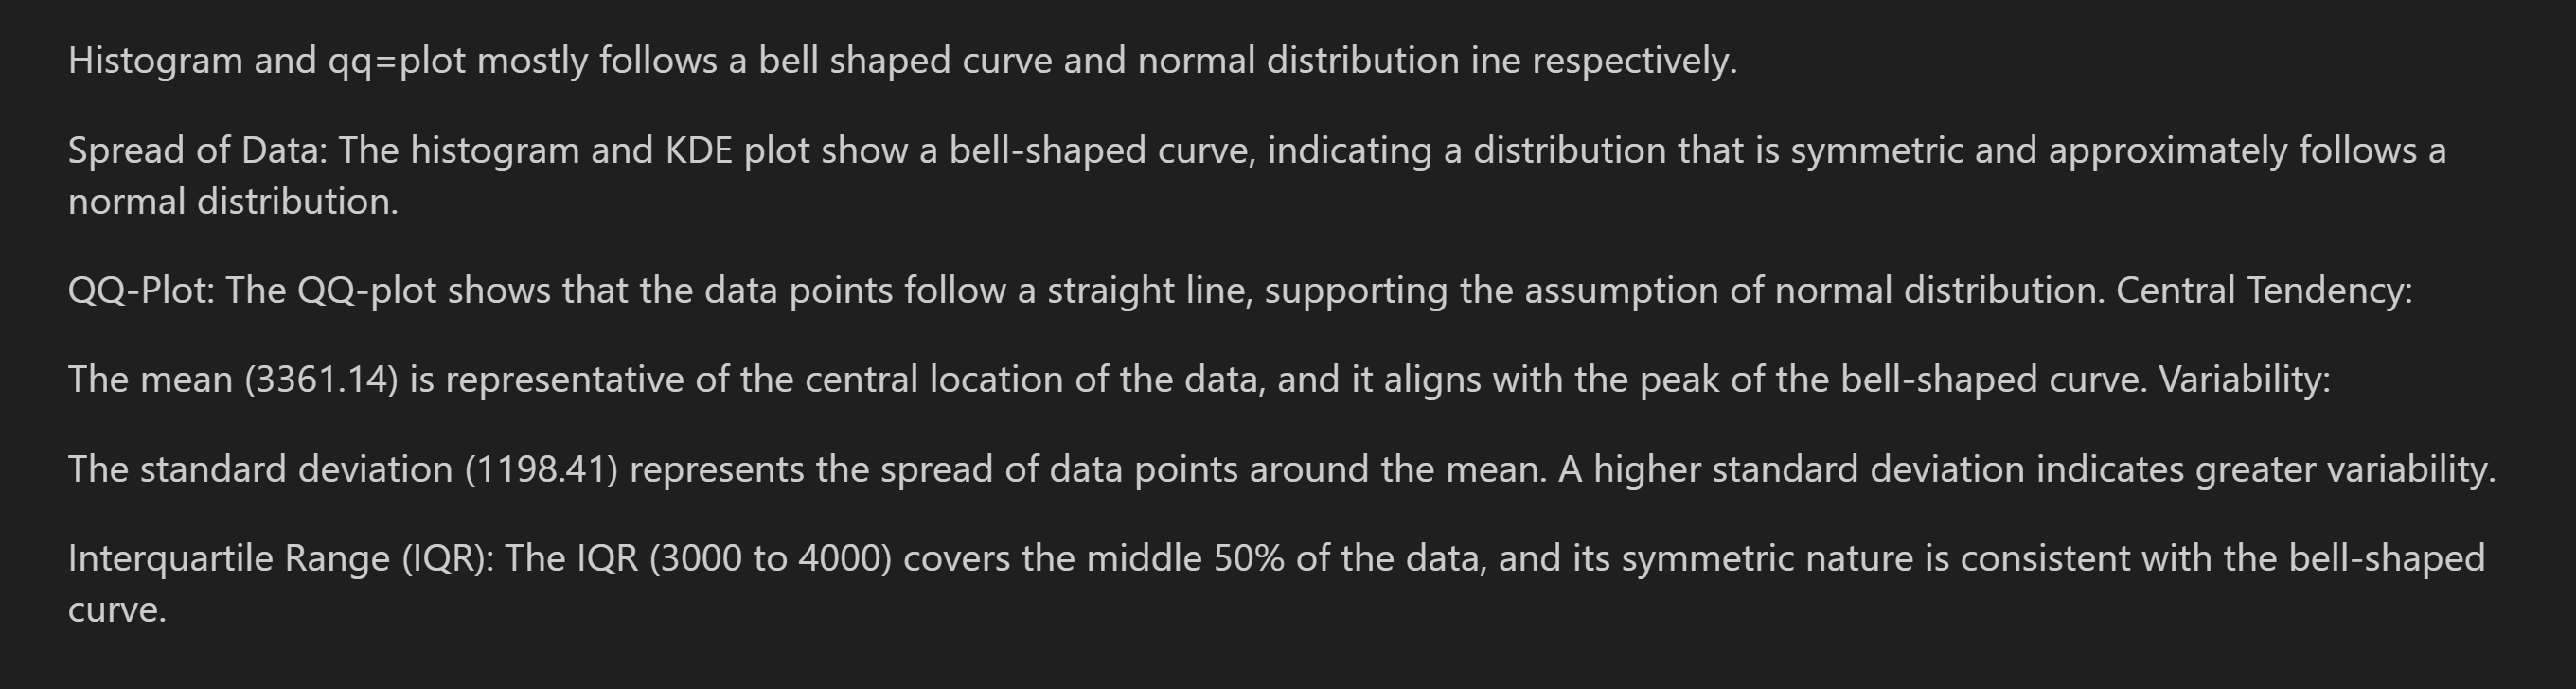 Histogram and qq=plot mostly follows a bell shaped curve and normal distribution ine respectively.
Spread of Data: The histogram and KDE plot show a bell-shaped curve, indicating a distribution that is symmetric and approximately follows a
normal distribution.
QQ-Plot: The QQ-plot shows that the data points follow a straight line, supporting the assumption of normal distribution. Central Tendency:
The mean (3361.14) is representative of the central location of the data, and it aligns with the peak of the bell-shaped curve. Variability:
The standard deviation (1198.41) represents the spread of data points around the mean. A higher standard deviation indicates greater variability.
Interquartile Range (IQR): The IQR (3000 to 4000) covers the middle 50% of the data, and its symmetric nature is consistent with the bell-shaped
curve.